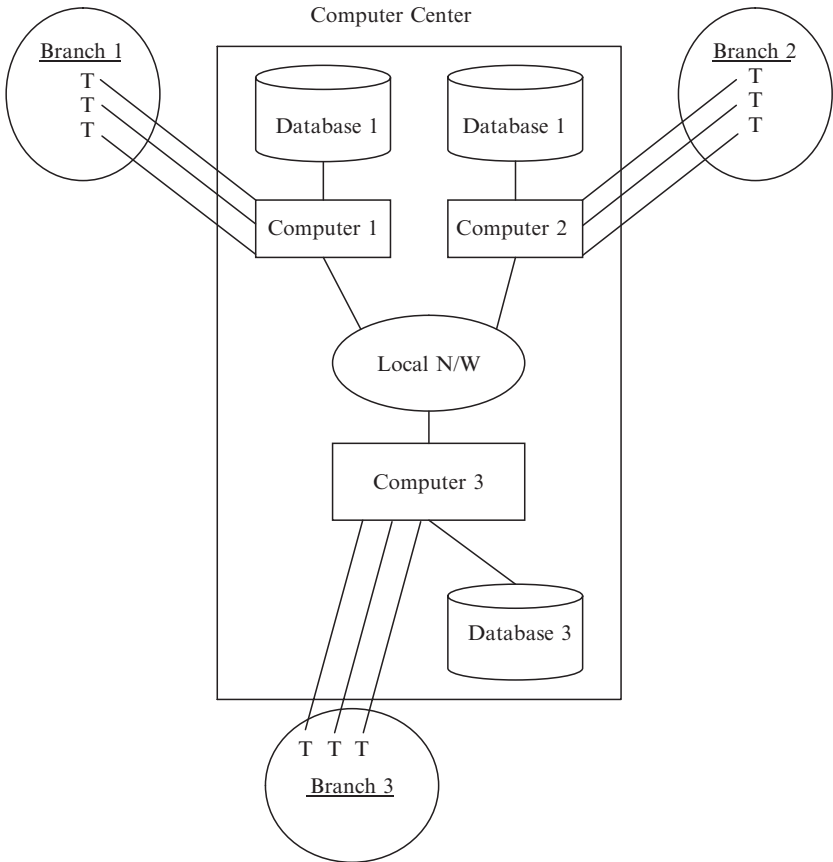 Computer Center
Branch 1
T
T
T
Branch 2
T
T
T
Database 1
Database 1
Computer 1
Computer 2
Local N/W
Computer 3
Database 3
T T T
Branch 3